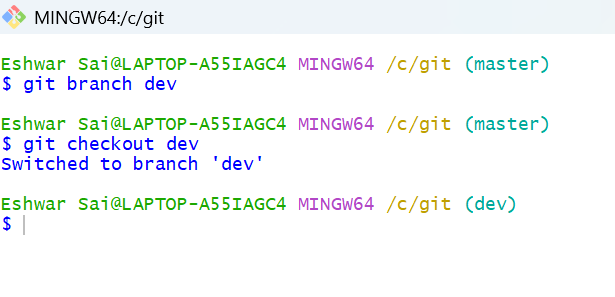 MINGW64:/c/git
Eshwar Sai@LAPTOP-A55IAGC4 MINGW64 /c/git (master)
$ git branch dev
Eshwar Sai@LAPTOP-A55IAGC4 MINGW64 /c/git (master)
$ git checkout dev
Switched to branch 'dev'
Eshwar Sai@LAPTOP-A55IAGC4 MINGW64 /c/git (dev)
$